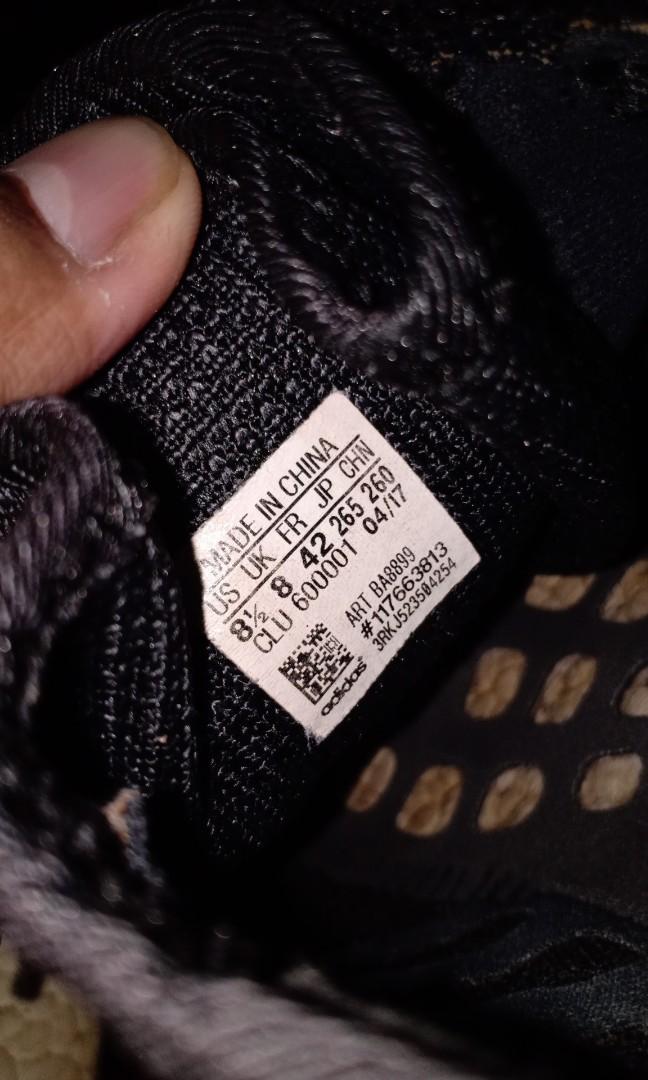 MADE IN CHINA
US UK FR JP CHN
8½ 8 42 265 260
CLU 600001 04/17
ART BA8899
#117663813
3RKJ523504254
adidas